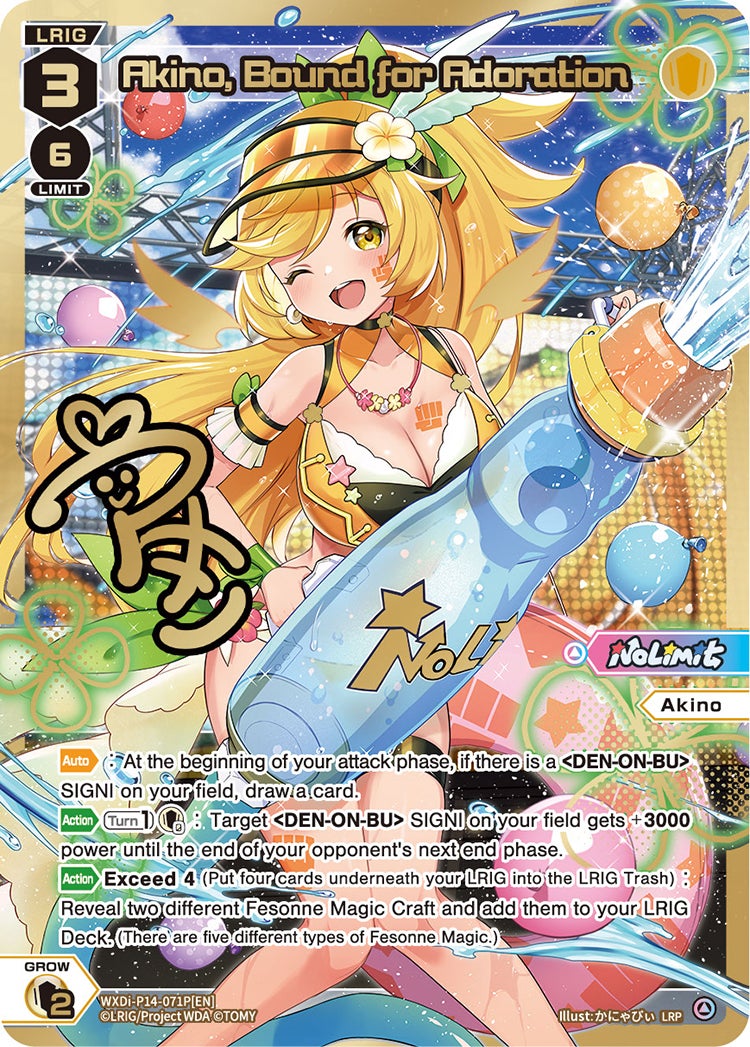 LRIG
3
Akino, Bound for Adoration
6
LIMIT
NoLi
NoLimit
Akino
Auto : At the beginning of your attack phase, if there is a <DEN-ON-BU>
SIGNI on your field, draw a card.
Action Turn 1 0 : Target <DEN-ON-BU> SIGNI on your field gets +3000
power until the end of your opponent's next end phase.
Action Exceed 4 (Put four cards underneath your LRIG into the LRIG Trash) :
Reveal two different Fesonne Magic Craft and add them to your LRIG
Deck. (There are five different types of Fesonne Magic.)
GROW
2
WXDi-P14-071P[EN]
©LRIG/Project WDA ©TOMY
Illust:かにゃぴぃ LRP